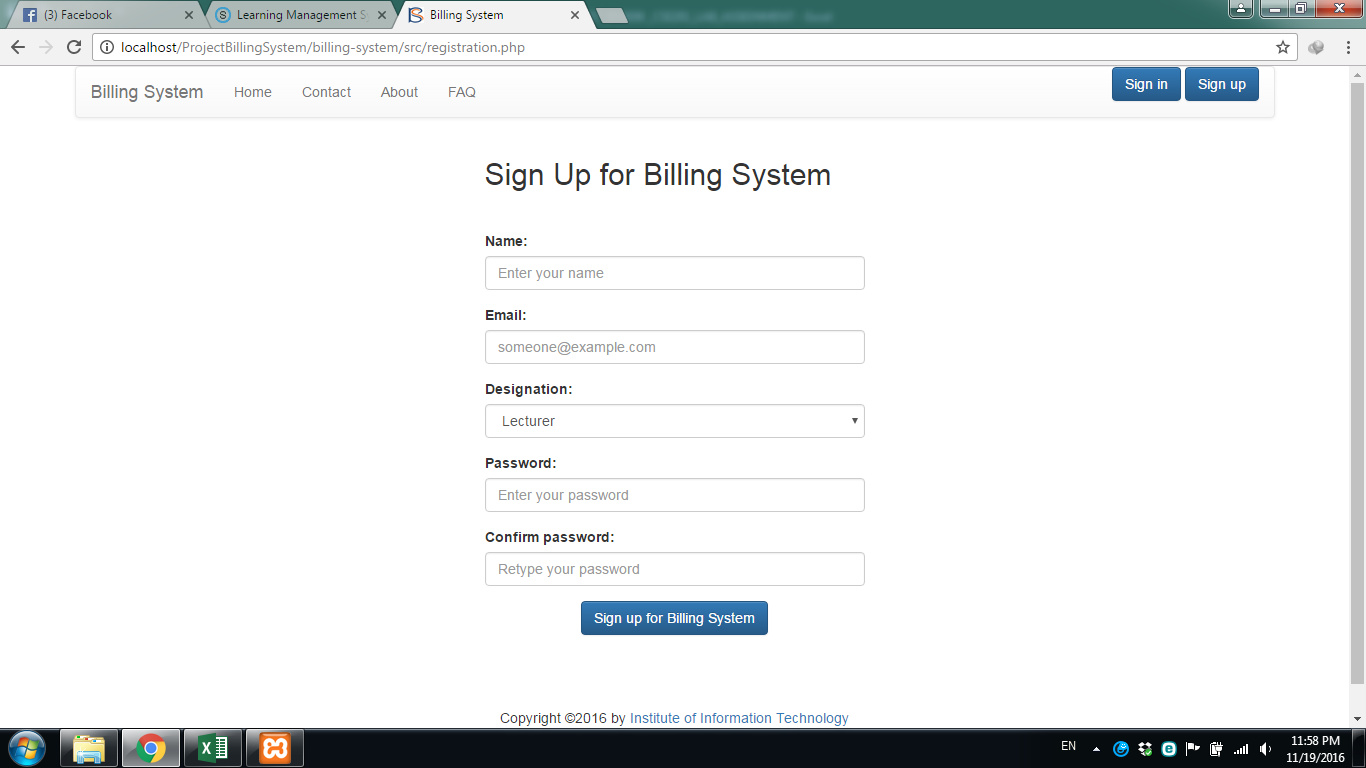 (3) Facebook
Learning Management S
Billing System
localhost/ProjectBillingSystem/billing-system/src/registration.php
Billing System Home Contact About FAQ Sign in Sign up
Sign Up for Billing System
Name:
Enter your name
Email:
someone@example.com
Designation:
Lecturer
Password:
Enter your password
Confirm password:
Retype your password
Sign up for Billing System
Copyright ©2016 by Institute of Information Technology
EN
11:58 PM
11/19/2016